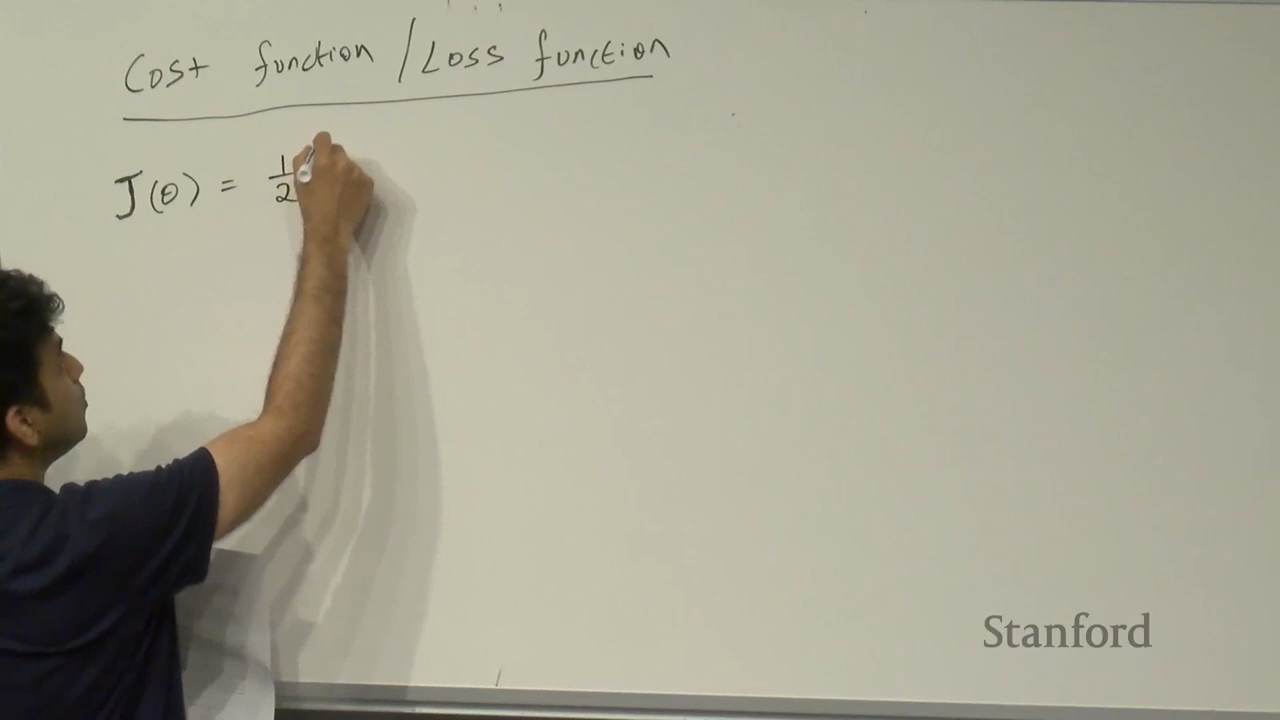 Cost function / Loss function
J(θ) = 1/2
Stanford